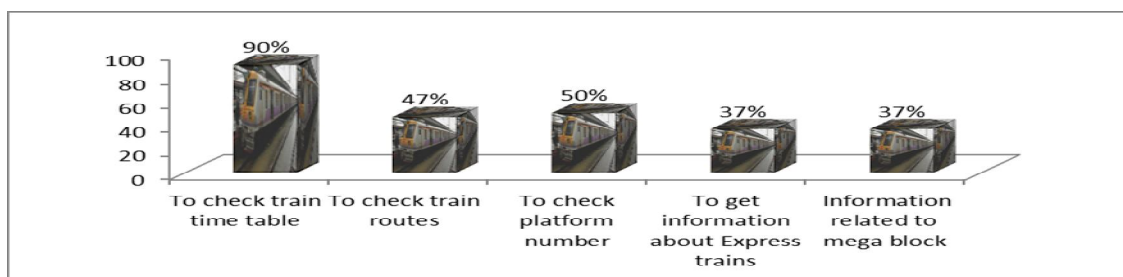 90%
100
80
60
40
20
0
47%
50%
37%
37%
To check train
time table
To check train
routes
To check
platform
number
To get
information
about Express
trains
Information
related to
mega block